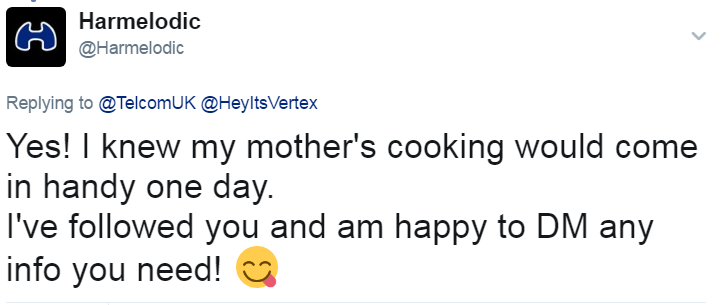 Harmelodic
@Harmelodic
Replying to @TelcomUK @HeyItsVertex
Yes! I knew my mother's cooking would come
in handy one day.
I've followed you and am happy to DM any
info you need! 😋